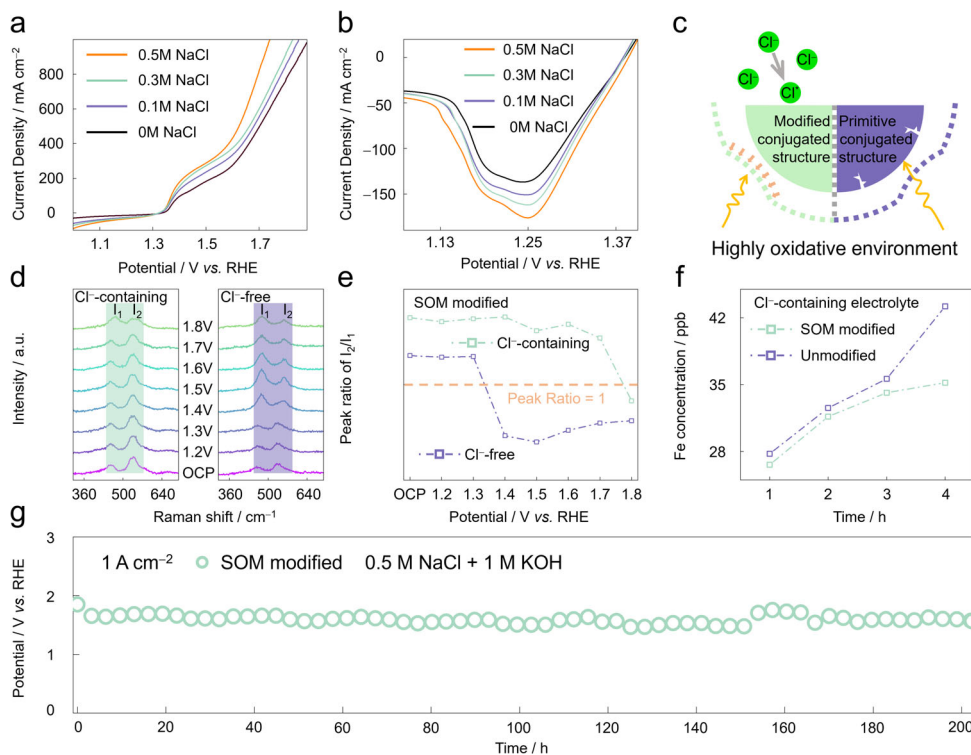 a
Current Density / mA cm⁻²
800
600
400
200
0
0.5M NaCl
0.3M NaCl
0.1M NaCl
0M NaCl
1.1 1.3 1.5 1.7
Potential / V vs. RHE
b
Current Density / mA cm⁻²
0
−50
−100
−150
0.5M NaCl
0.3M NaCl
0.1M NaCl
0M NaCl
1.13 1.25 1.37
Potential / V vs. RHE
c
Cl⁻
Cl⁻
Cl⁻
Cl*
Modified
conjugated
structure
Primitive
conjugated
structure
Highly oxidative environment
d
Intensity / a.u.
Cl⁻-containing
I₁ I₂
Cl⁻-free
I₁ I₂
1.8V
1.7V
1.6V
1.5V
1.4V
1.3V
1.2V
OCP
360 500 640 360 500 640
Raman shift / cm⁻¹
e
Peak ratio of I₂/I₁
SOM modified
Cl⁻-containing
Peak Ratio = 1
Cl⁻-free
OCP 1.2 1.3 1.4 1.5 1.6 1.7 1.8
Potential / V vs. RHE
f
Fe concentration / ppb
42
35
28
Cl⁻-containing electrolyte
SOM modified
Unmodified
1 2 3 4
Time / h
g
Potential / V vs. RHE
3
2
1
0
1 A cm⁻² SOM modified 0.5 M NaCl + 1 M KOH
0 20 40 60 80 100 120 140 160 180 200
Time / h